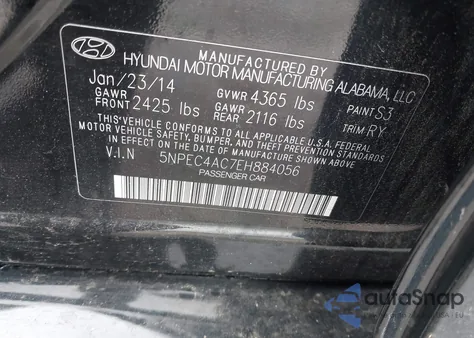 MANUFACTURED BY
HYUNDAI MOTOR MANUFACTURING ALABAMA, LLC
Jan/23/14 GVWR 4365 lbs PAINT S3
GAWR FRONT 2425 lbs GAWR REAR 2116 lbs TRIM RY
THIS VEHICLE CONFORMS TO ALL APPLICABLE U.S.A. FEDERAL
MOTOR VEHICLE SAFETY, BUMPER, AND THEFT PREVENTION STANDARDS
IN EFFECT ON THE DATE OF MANUFACTURE SHOWN ABOVE.
V.I.N 5NPEC4AC7EH884056
PASSENGER CAR
autoSnap